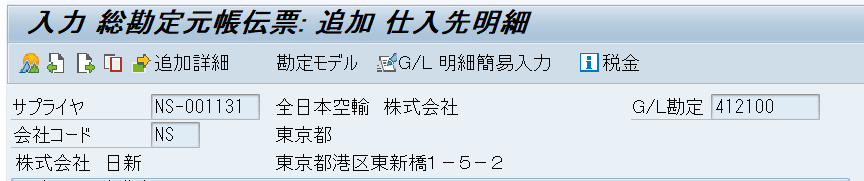 入力 総勘定元帳伝票: 追加 仕入先明細
追加詳細 勘定モデル G/L 明細簡易入力 税金
サプライヤ NS-001131 全日本空輸 株式会社 G/L勘定 412100
会社コード NS 東京都
株式会社 日新 東京都港区東新橋1-5-2